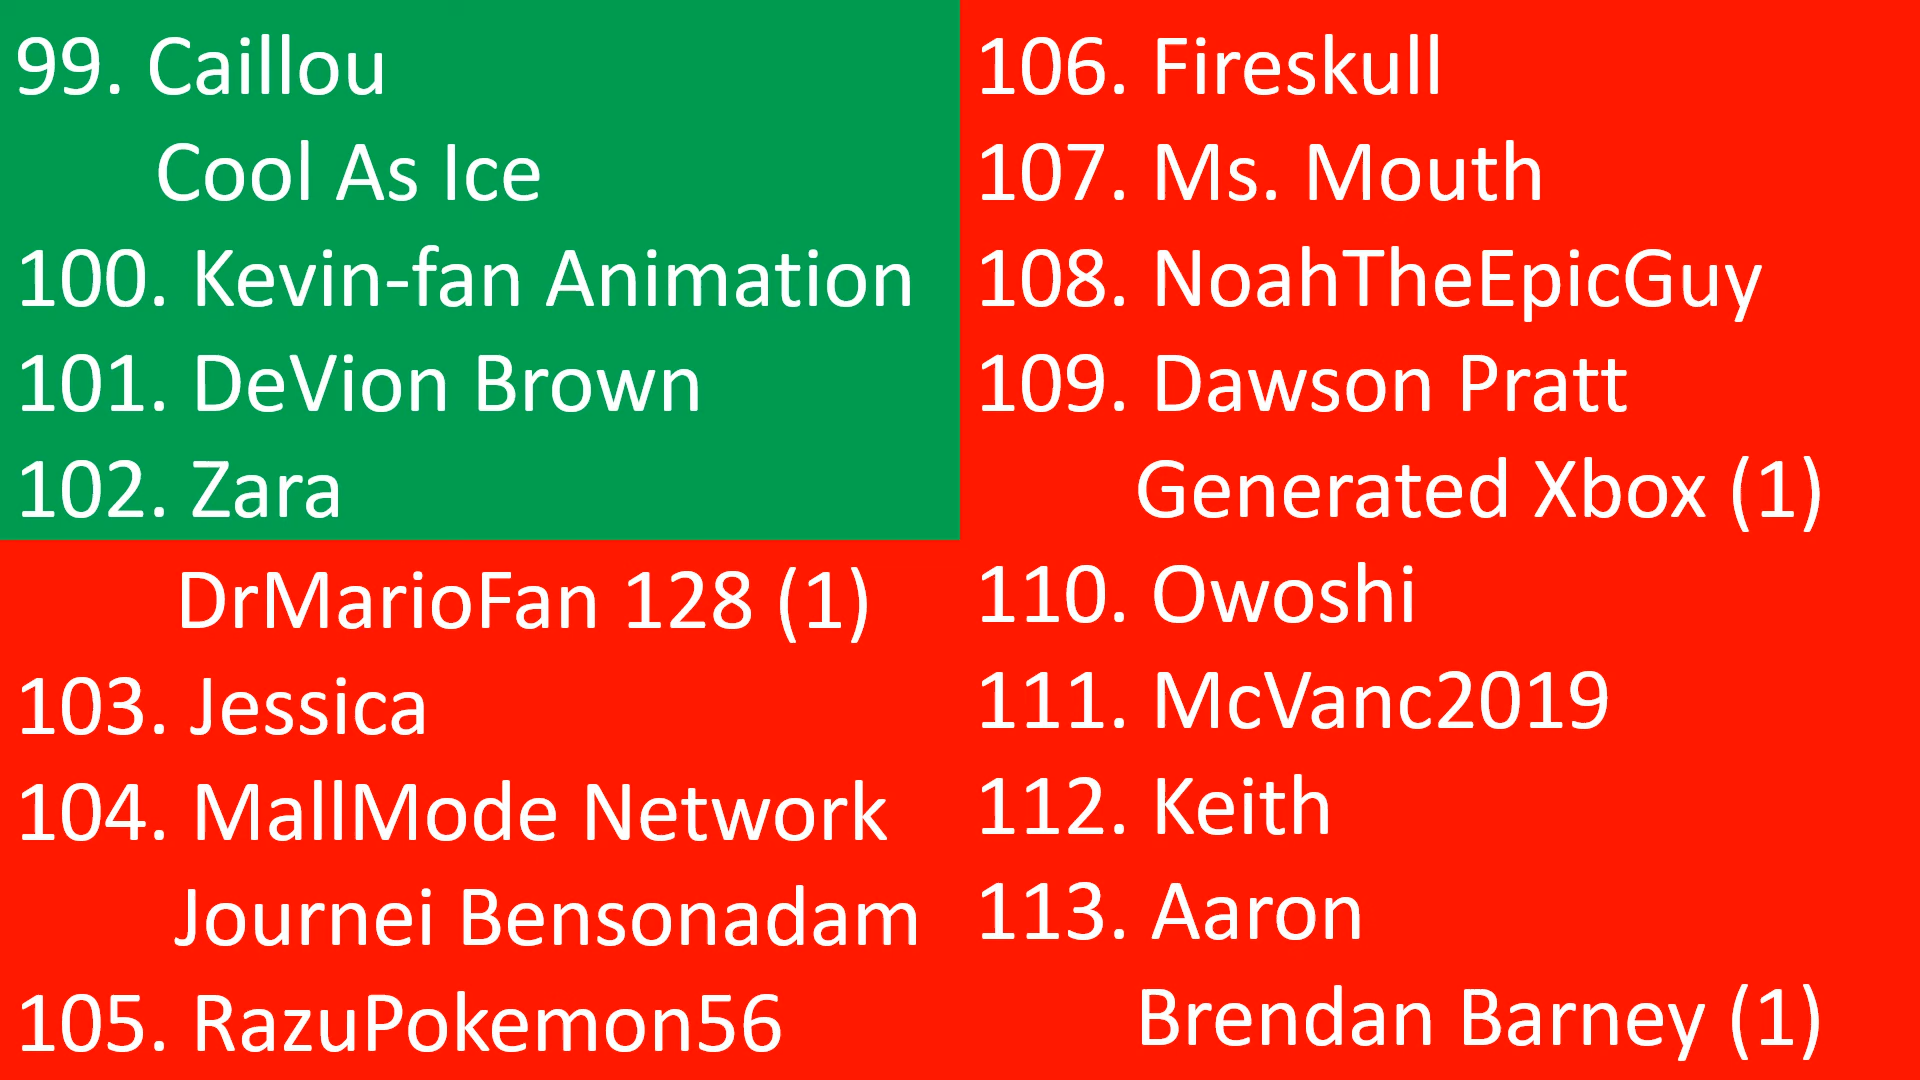 99. Caillou
Cool As Ice
100. Kevin-fan Animation
101. DeVion Brown
102. Zara
DrMarioFan 128 (1)
103. Jessica
104. MallMode Network
Journei Bensonadam
105. RazuPokemon56
106. Fireskull
107. Ms. Mouth
108. NoahTheEpicGuy
109. Dawson Pratt
Generated Xbox (1)
110. Owoshi
111. McVanc2019
112. Keith
113. Aaron
Brendan Barney (1)